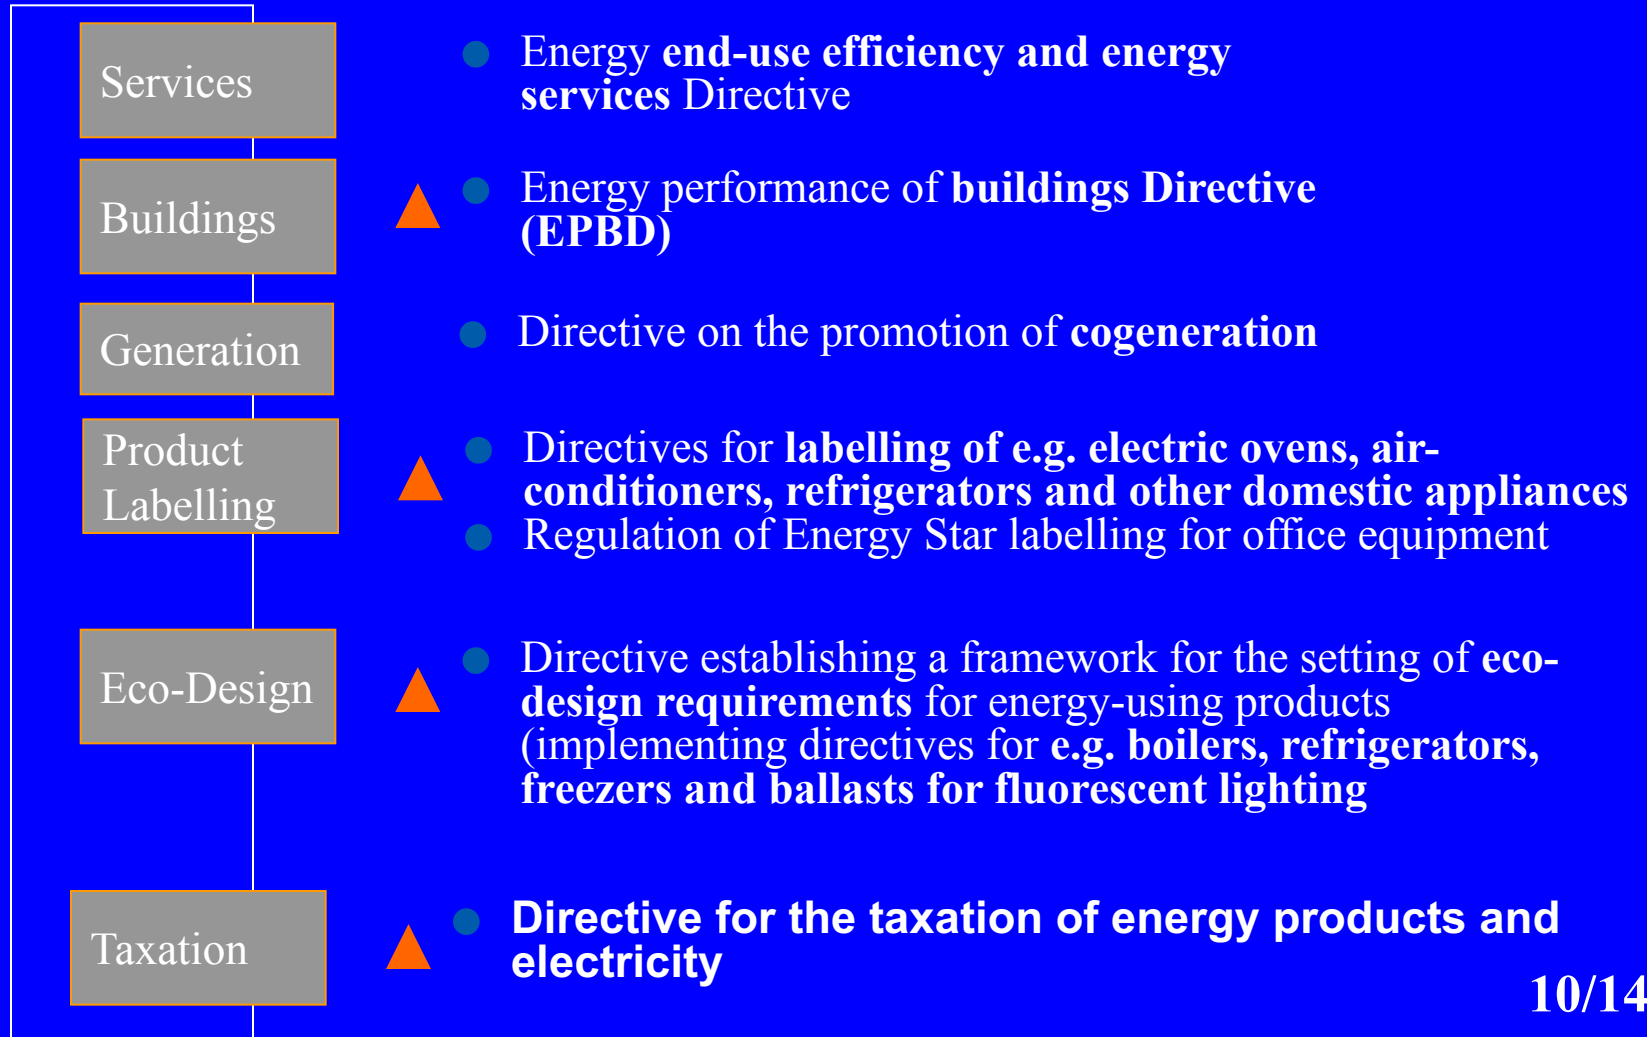 Services
Energy end-use efficiency and energy
services Directive
Buildings
Energy performance of buildings Directive
(EPBD)
Generation
Directive on the promotion of cogeneration
Product
Labelling
Directives for labelling of e.g. electric ovens, air-
conditioners, refrigerators and other domestic appliances
Regulation of Energy Star labelling for office equipment
Eco-Design
Directive establishing a framework for the setting of eco-
design requirements for energy-using products
(implementing directives for e.g. boilers, refrigerators,
freezers and ballasts for fluorescent lighting
Taxation
Directive for the taxation of energy products and
electricity
10/14